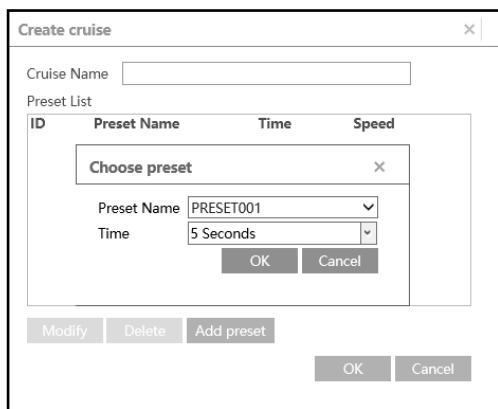 Create cruise
Cruise Name
Preset List
ID Preset Name Time Speed
Choose preset
Preset Name PRESET001
Time 5 Seconds
OK Cancel
Modify Delete Add preset
OK Cancel